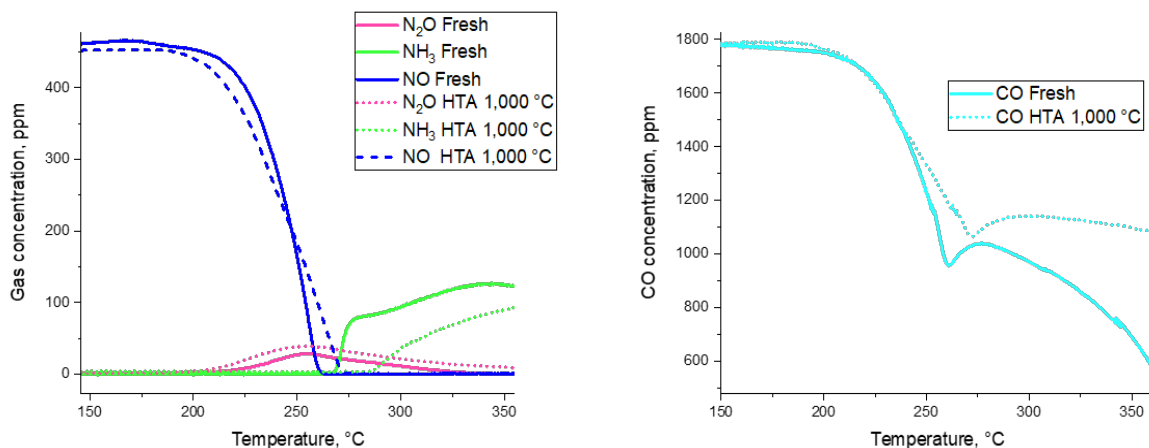 N₂O Fresh
NH₃ Fresh
NO Fresh
N₂O HTA 1,000 °C
NH₃ HTA 1,000 °C
NO HTA 1,000 °C
Gas concentration, ppm
400
300
200
100
0
150 200 250 300 350
Temperature, °C
CO Fresh
CO HTA 1,000 °C
CO concentration, ppm
1800
1600
1400
1200
1000
800
600
150 200 250 300 350
Temperature, °C